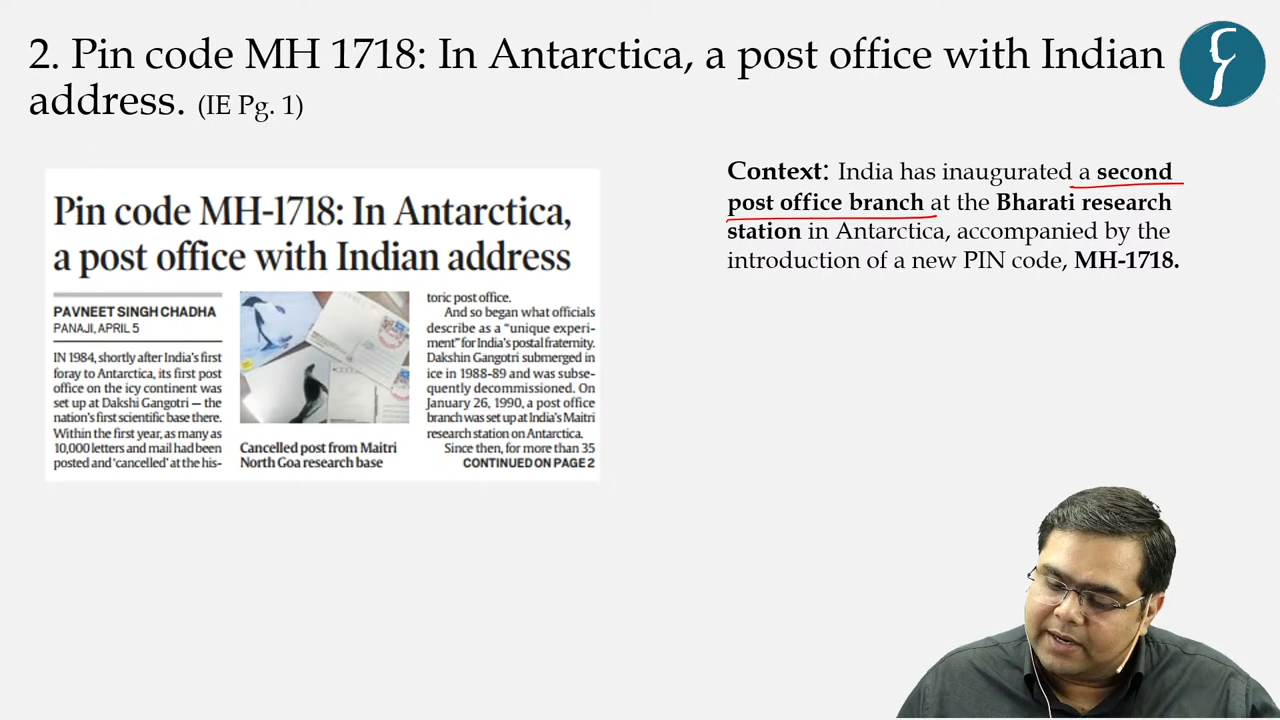 2. Pin code MH 1718: In Antarctica, a post office with Indian
address. (IE Pg. 1)
Pin code MH-1718: In Antarctica,
a post office with Indian address
PAVNEET SINGH CHADHA
PANAJI, APRIL 5
IN 1984, shortly after India's first
foray to Antarctica, its first post
office on the icy continent was
set up at Dakshi Gangotri — the
nation's first scientific base there.
Within the first year, as many as
10,000 letters and mail had been
posted and 'cancelled' at the his-
Cancelled post from Maitri
North Goa research base
toric post office.
And so began what officials
describe as a "unique experi-
ment" for India's postal fraternity.
Dakshin Gangotri submerged in
ice in 1988-89 and was subse-
quently decommissioned. On
January 26, 1990, a post office
branch was set up at India's Maitri
research station on Antarctica.
Since then, for more than 35
CONTINUED ON PAGE 2
Context: India has inaugurated a second
post office branch at the Bharati research
station in Antarctica, accompanied by the
introduction of a new PIN code, MH-1718.